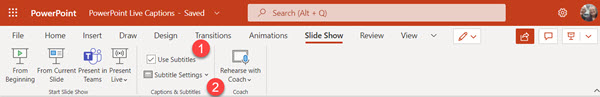 PowerPoint
PowerPoint Live Captions - Saved
Search (Alt + Q)
File Home Insert Draw Design Transitions Animations Slide Show Review View
1
From Beginning
From Current Slide
Present in Teams
Present Live
Use Subtitles
Subtitle Settings
Rehearse with Coach
2
Start Slide Show
Captions & Subtitles
Coach